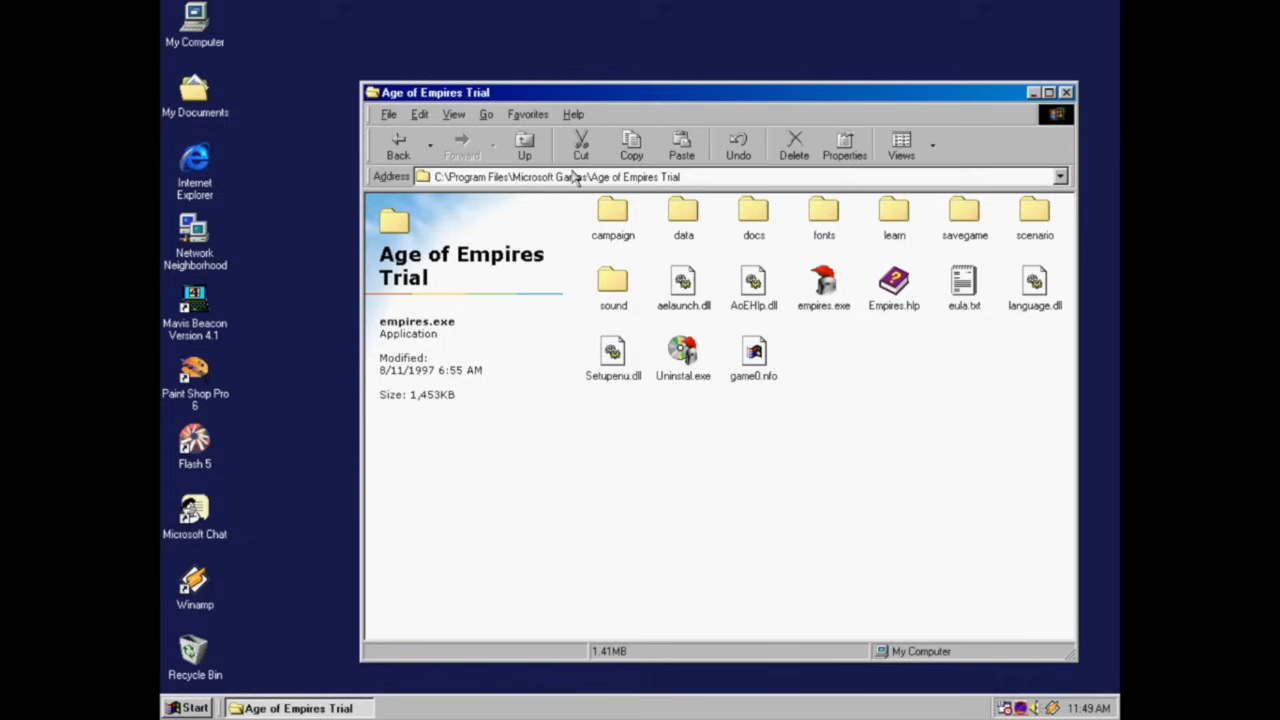 My Computer
My Documents
Internet
Explorer
Network
Neighborhood
Mavis Beacon
Version 4.1
Paint Shop Pro
6
Flash 5
Microsoft Chat
Winamp
Recycle Bin
Age of Empires Trial
File Edit View Go Favorites Help
Back Forward Up Cut Copy Paste Undo Delete Properties Views
Address C:\Program Files\Microsoft Games\Age of Empires Trial
Age of Empires
Trial
empires.exe
Application
Modified:
8/11/1997 6:55 AM
Size: 1,453KB
campaign data docs fonts learn savegame scenario
sound aelaunch.dll AoEHlp.dll empires.exe Empires.hlp eula.txt language.dll
Setupenu.dll Uninstal.exe game0.nfo
1.41MB My Computer
Start Age of Empires Trial 11:49 AM